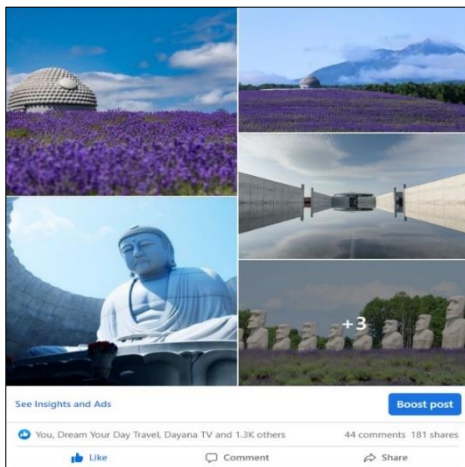 +3
See Insights and Ads Boost post
You, Dream Your Day Travel, Dayana TV and 1.3K others 44 comments 181 shares
Like Comment Share